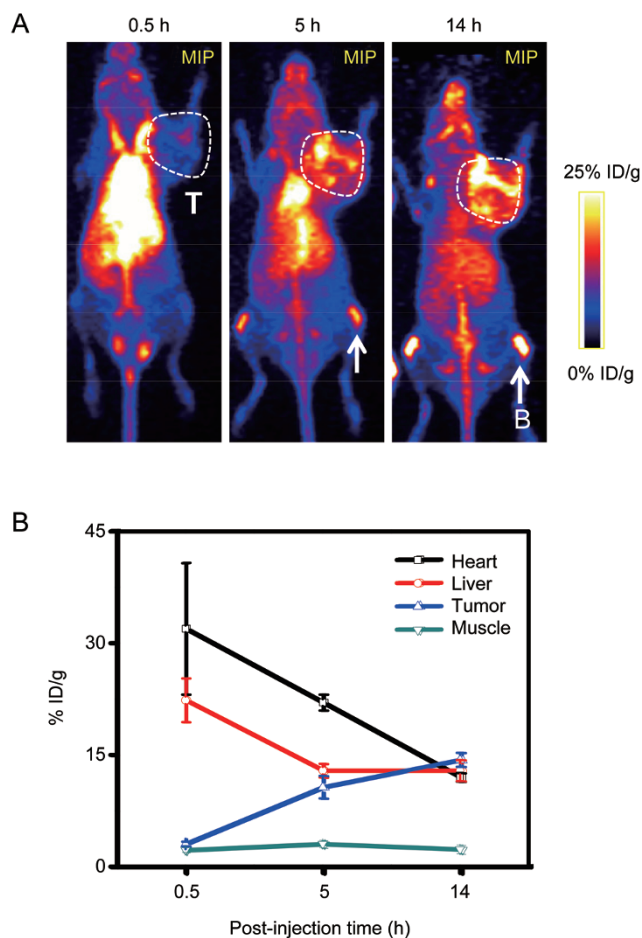 A
0.5 h
5 h
14 h
MIP
MIP
MIP
T
B
25% ID/g
0% ID/g
B
45
30
15
0
% ID/g
Heart
Liver
Tumor
Muscle
0.5
5
14
Post-injection time (h)